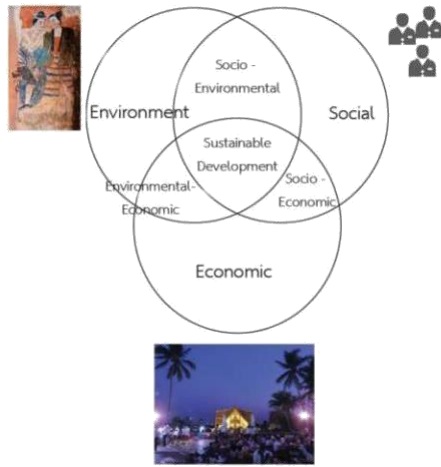 Socio -
Environmental
Environment
Social
Sustainable
Development
Environmental-
Economic
Socio -
Economic
Economic